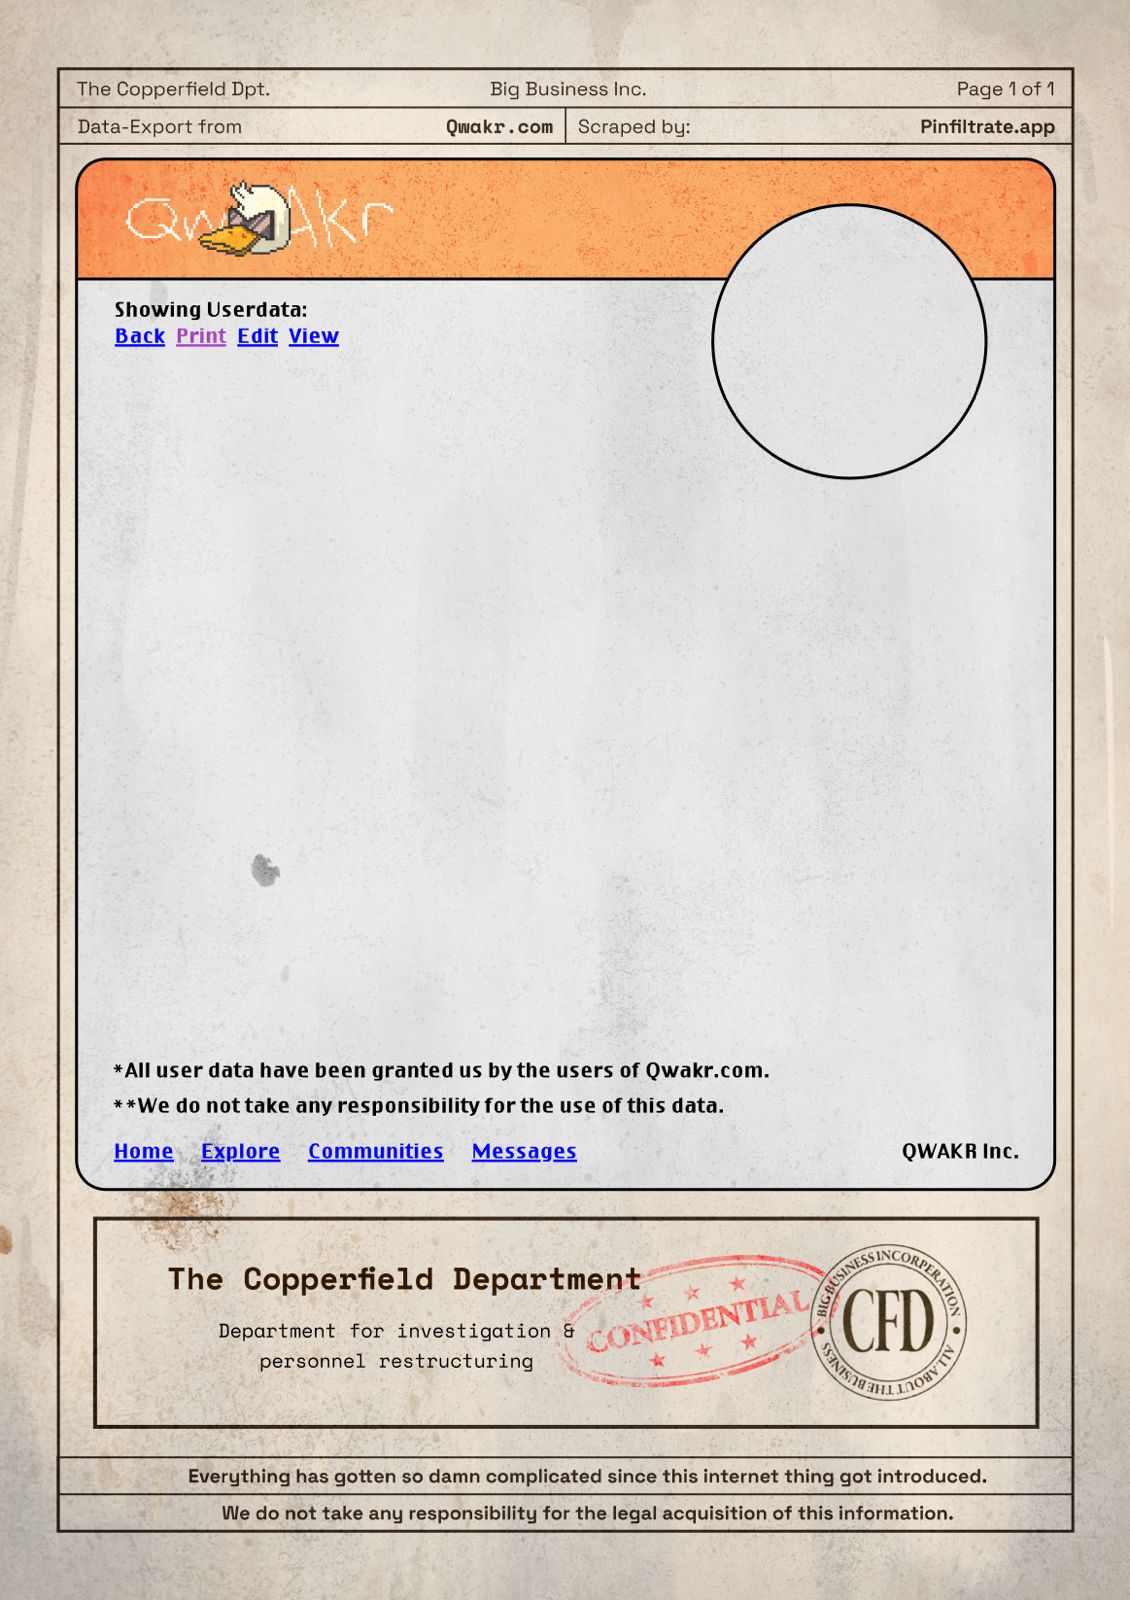 The Copperfield Dpt. Big Business Inc. Page 1 of 1
Data-Export from Qwakr.com Scraped by: Pinfiltrate.app
QwAkr
Showing Userdata:
Back Print Edit View
*All user data have been granted us by the users of Qwakr.com.
**We do not take any responsibility for the use of this data.
Home Explore Communities Messages QWAKR Inc.
The Copperfield Department
Department for investigation &
personnel restructuring
CONFIDENTIAL
BIG BUSINESS INCORPERATION
CFD
ALL ABOUT THE BUSINESS
Everything has gotten so damn complicated since this internet thing got introduced.
We do not take any responsibility for the legal acquisition of this information.